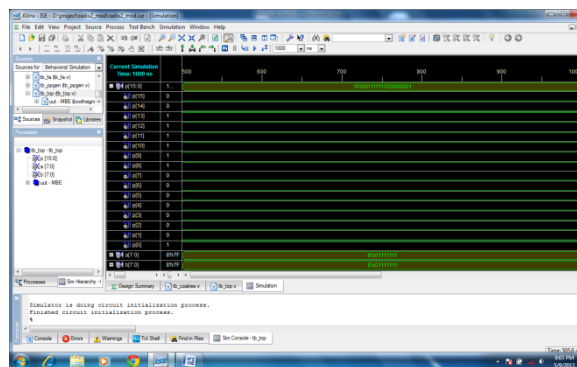 Xilinx - ISE - D:\project\radix2_mod\radix2_mod.ise - [Simulation]
File Edit View Project Source Process Test Bench Simulation Window Help
1000 ns
Sources
Sources for: Behavioral Simulation
tb_fa (tb_fa.v)
tb_ppgen (tb_ppgen.v)
tb_top (tb_top.v)
uut - MBE
Sources Snapshot Libraries
Processes
tb_top - tb_top
p [15:0]
a [7:0]
b [7:0]
uut - MBE
Processes Sim Hierarchy
Current Simulation
Time: 1000 ns
500 600 700 800 900
p[15:0] 1..
p[15] 0
p[14] 0
p[13] 1
p[12] 1
p[11] 1
p[10] 1
p[9] 1
p[8] 1
p[7] 0
p[6] 0
p[5] 0
p[4] 0
p[3] 0
p[2] 0
p[1] 0
p[0] 1
16'b0011111100000001
a[7:0] 8'h7F 8'b01111111
b[7:0] 8'h7F 8'b01111111
Design Summary tb_top.v Simulation
Simulator is doing circuit initialization process.
Finished circuit initialization process.
%
Console Errors Warnings Tcl Shell Find in Files Sim Console - tb_top
9:03 PM
5/8/2013